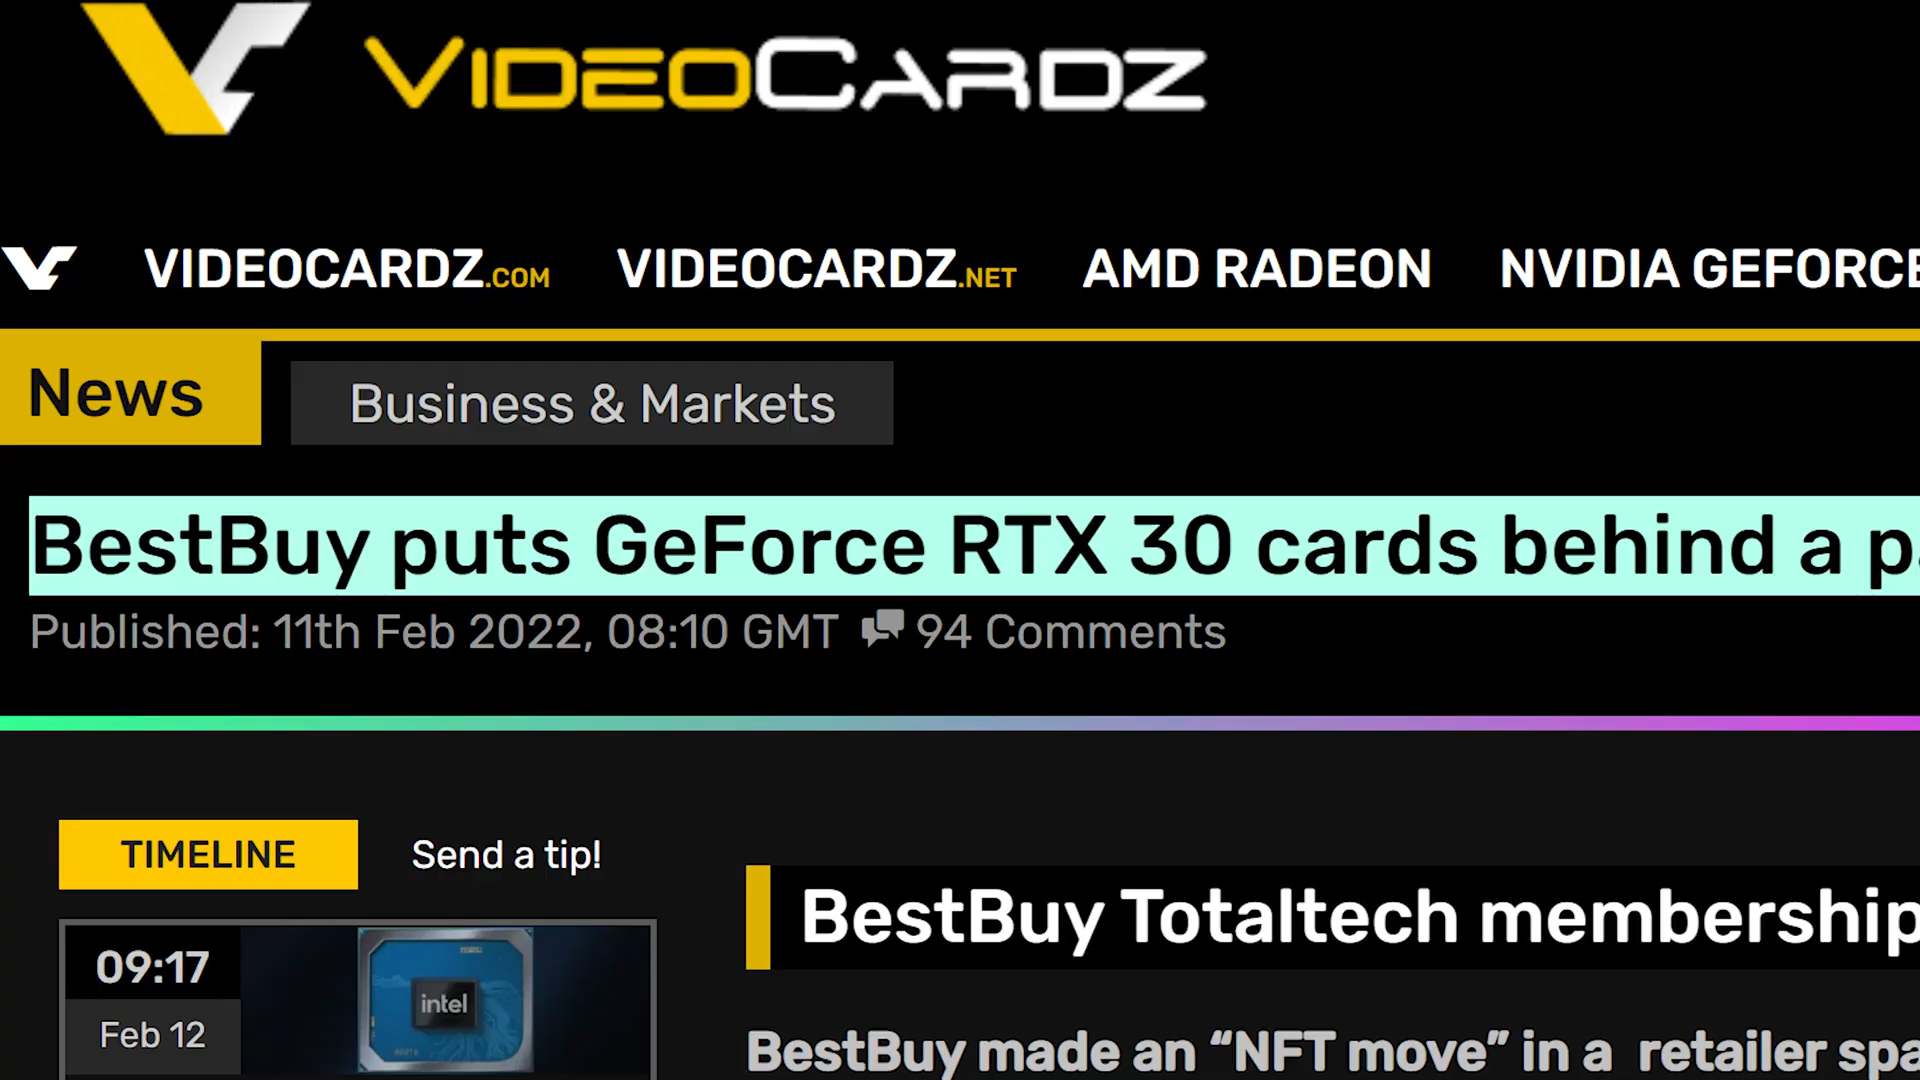 VIDEOCARDZ
VIDEOCARDZ.COM VIDEOCARDZ.NET AMD RADEON NVIDIA GEFORCE
News Business & Markets
BestBuy puts GeForce RTX 30 cards behind a
Published: 11th Feb 2022, 08:10 GMT 94 Comments
TIMELINE Send a tip!
BestBuy Totaltech membership
09:17
intel
Feb 12
BestBuy made an “NFT move” in a retailer